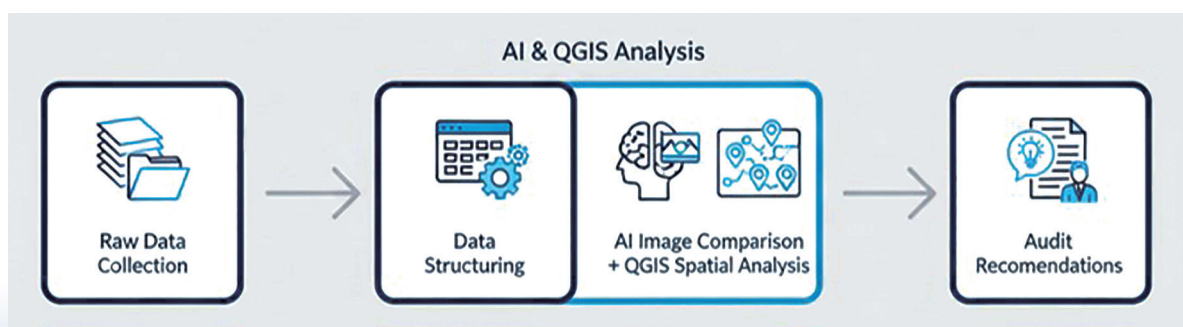 AI & QGIS Analysis
Raw Data
Collection
Data
Structuring
AI Image Comparison
+ QGIS Spatial Analysis
Audit
Recomendations